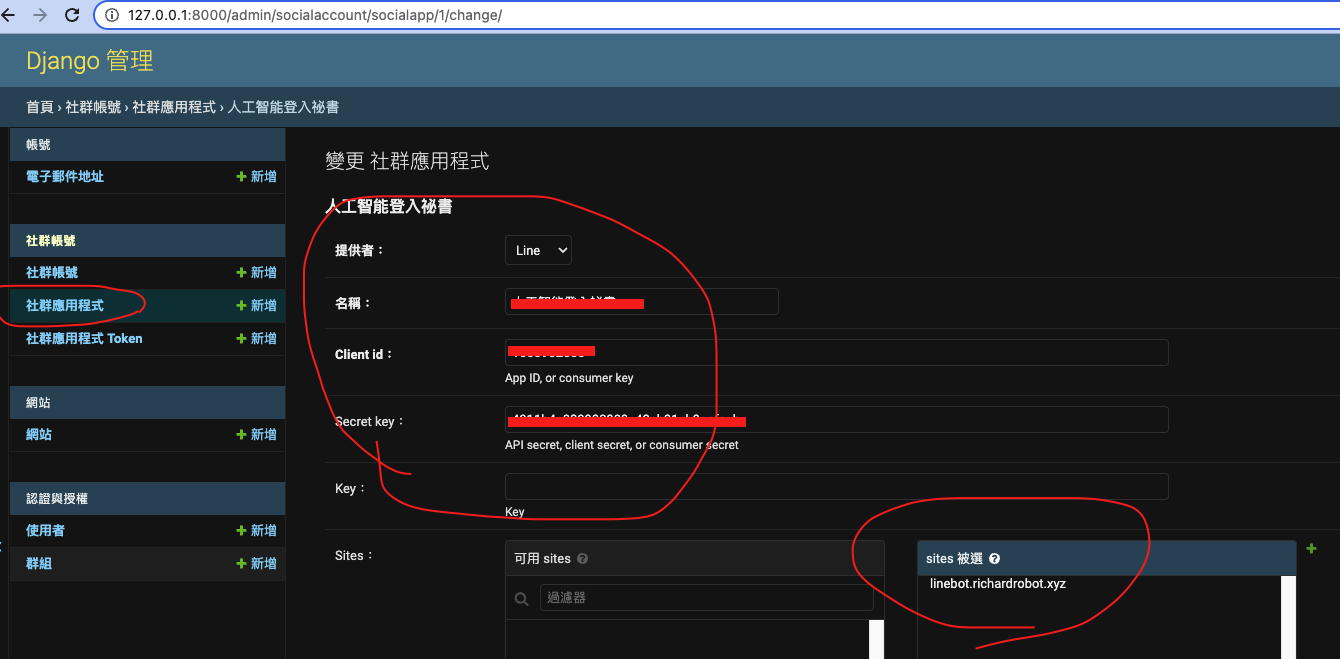 127.0.0.1:8000/admin/socialaccount/socialapp/1/change/
Django 管理
首頁 › 社群帳號 › 社群應用程式 › 人工智能登入祕書
帳號
電子郵件地址 新增
社群帳號
社群帳號 新增
社群應用程式 新增
社群應用程式 Token 新增
網站
網站 新增
認證與授權
使用者 新增
群組 新增
變更 社群應用程式
人工智能登入祕書
提供者：
Line
名稱：
Client id：
App ID, or consumer key
Secret key：
API secret, client secret, or consumer secret
Key：
Key
Sites：
可用 sites
過濾器
sites 被選
linebot.richardrobot.xyz